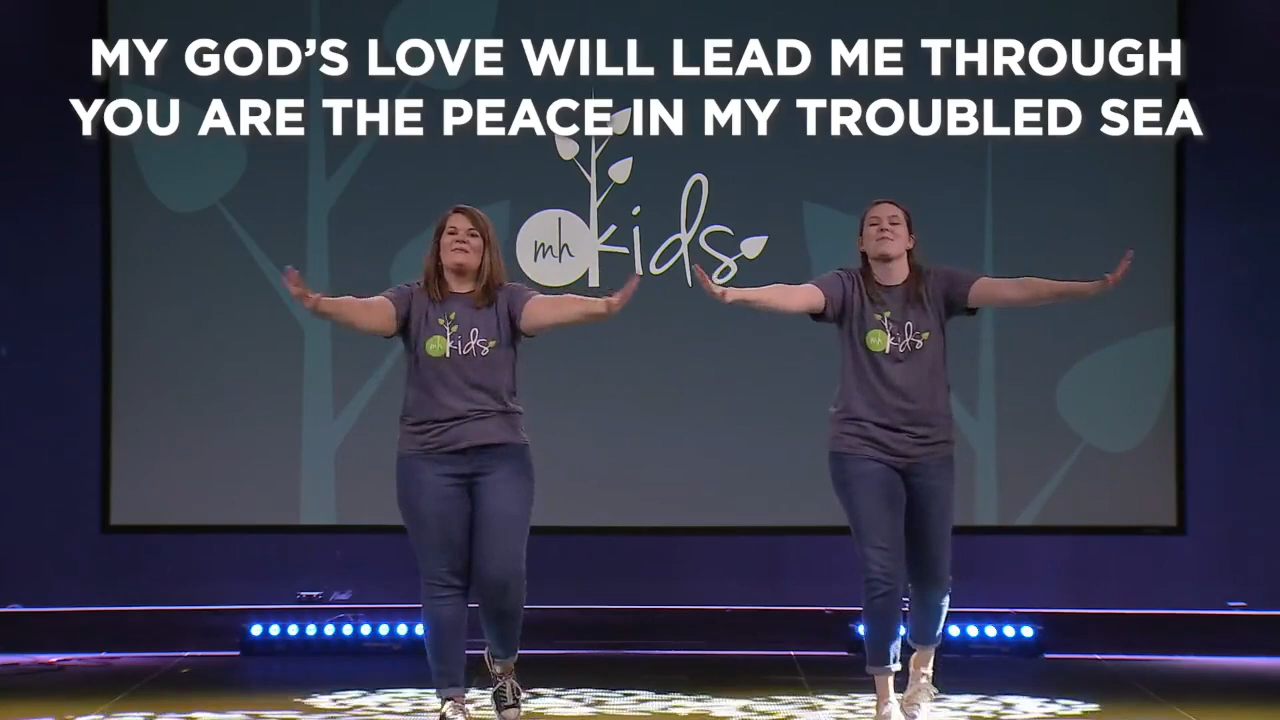 MY GOD'S LOVE WILL LEAD ME THROUGH
YOU ARE THE PEACE IN MY TROUBLED SEA
mh kids
mh kids
mh kids